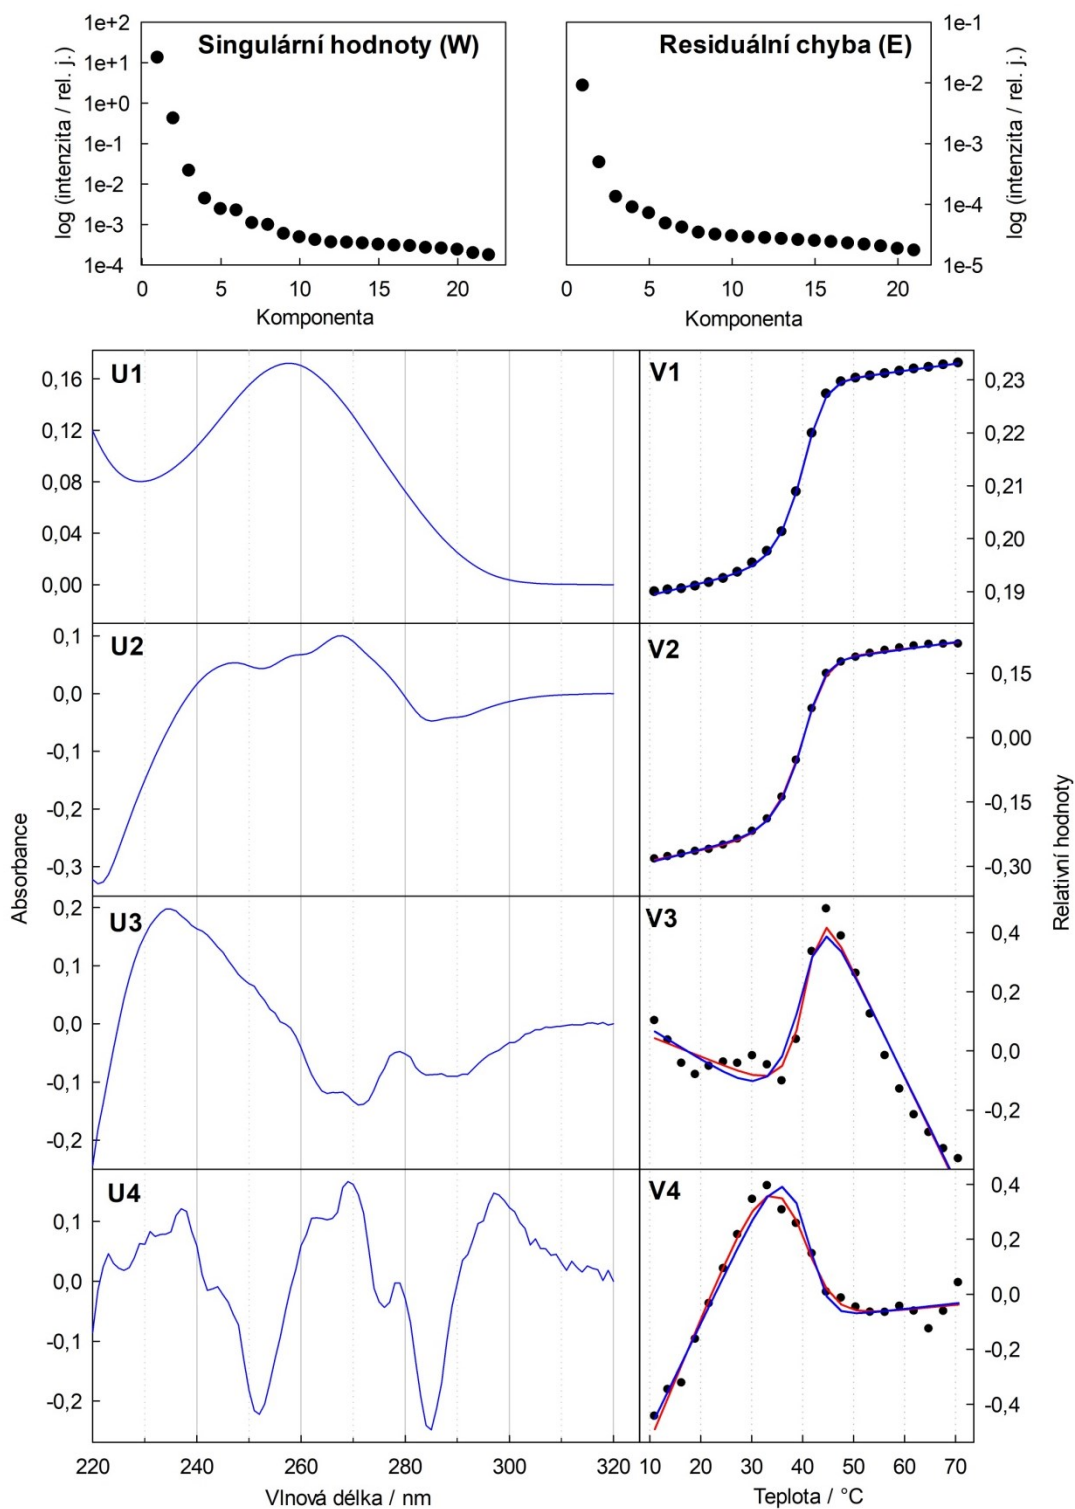 Singulární hodnoty (W)
log (intenzita / rel. j.)
1e+2
1e+1
1e+0
1e-1
1e-2
1e-3
1e-4
0 5 10 15 20
Komponenta
Residuální chyba (E)
1e-1
1e-2
1e-3
1e-4
1e-5
log (intenzita / rel. j.)
0 5 10 15 20
Komponenta
Absorbance
U1
0,16
0,12
0,08
0,04
0,00
V1
0,23
0,22
0,21
0,20
0,19
U2
0,1
0,0
-0,1
-0,2
-0,3
V2
0,15
0,00
-0,15
-0,30
Relativní hodnoty
U3
0,2
0,1
0,0
-0,1
-0,2
V3
0,4
0,2
0,0
-0,2
U4
0,1
0,0
-0,1
-0,2
V4
0,4
0,2
0,0
-0,2
-0,4
220 240 260 280 300 320
Vlnová délka / nm
10 20 30 40 50 60 70
Teplota / °C